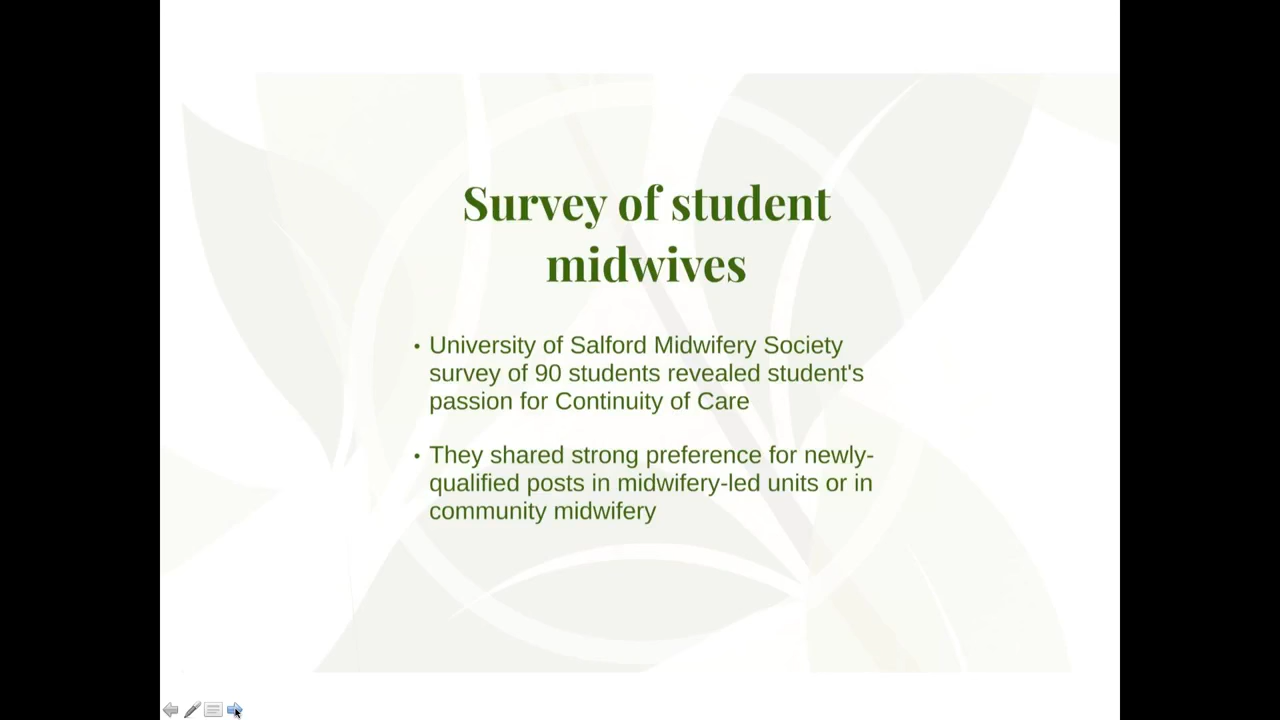 Survey of student
midwives
• University of Salford Midwifery Society
survey of 90 students revealed student's
passion for Continuity of Care
• They shared strong preference for newly-
qualified posts in midwifery-led units or in
community midwifery